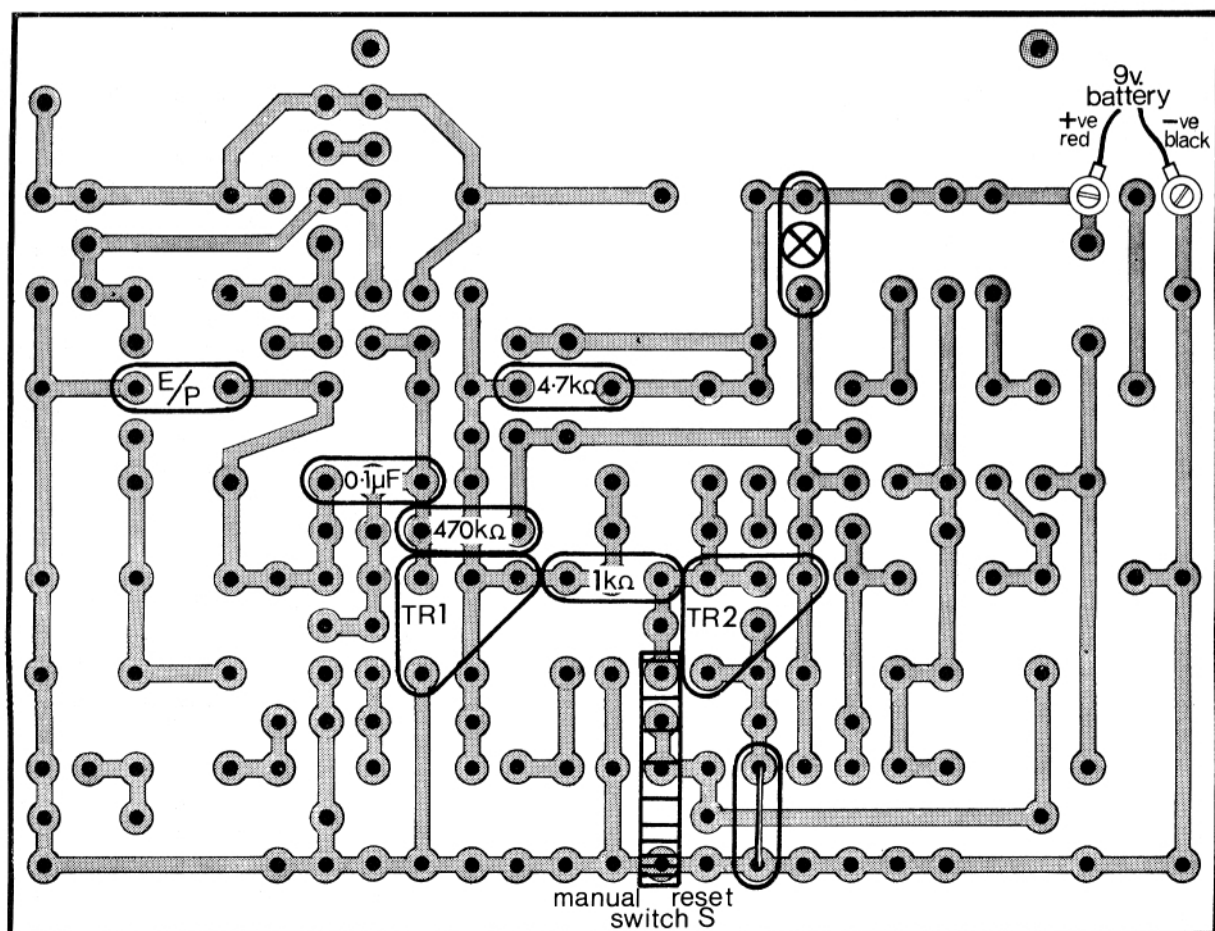 9v.
battery
+ve
red
-ve
black
E/P
4·7kΩ
0·1µF
470kΩ
1kΩ
TR1
TR2
manual reset
switch S